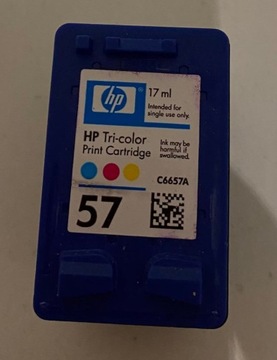 hp
17 ml
Intended for
single use only.
HP Tri-color
Print Cartridge
Ink may be
harmful if
swallowed.
C6657A
57